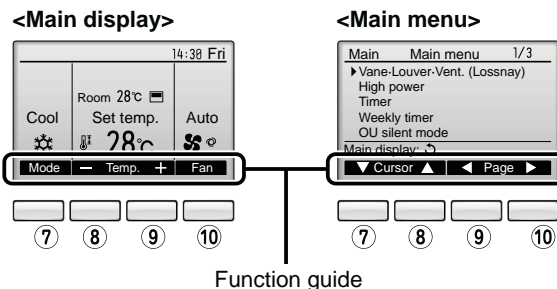 <Main display>
14:30 Fri
Room 28°C
Cool
Set temp.
28°C
Auto
Mode − Temp. + Fan
7 8 9 10
<Main menu>
Main Main menu 1/3
▶Vane·Louver·Vent. (Lossnay)
High power
Timer
Weekly timer
OU silent mode
Main display: ↺
▼ Cursor ▲ ◀ Page ▶
7 8 9 10
Function guide